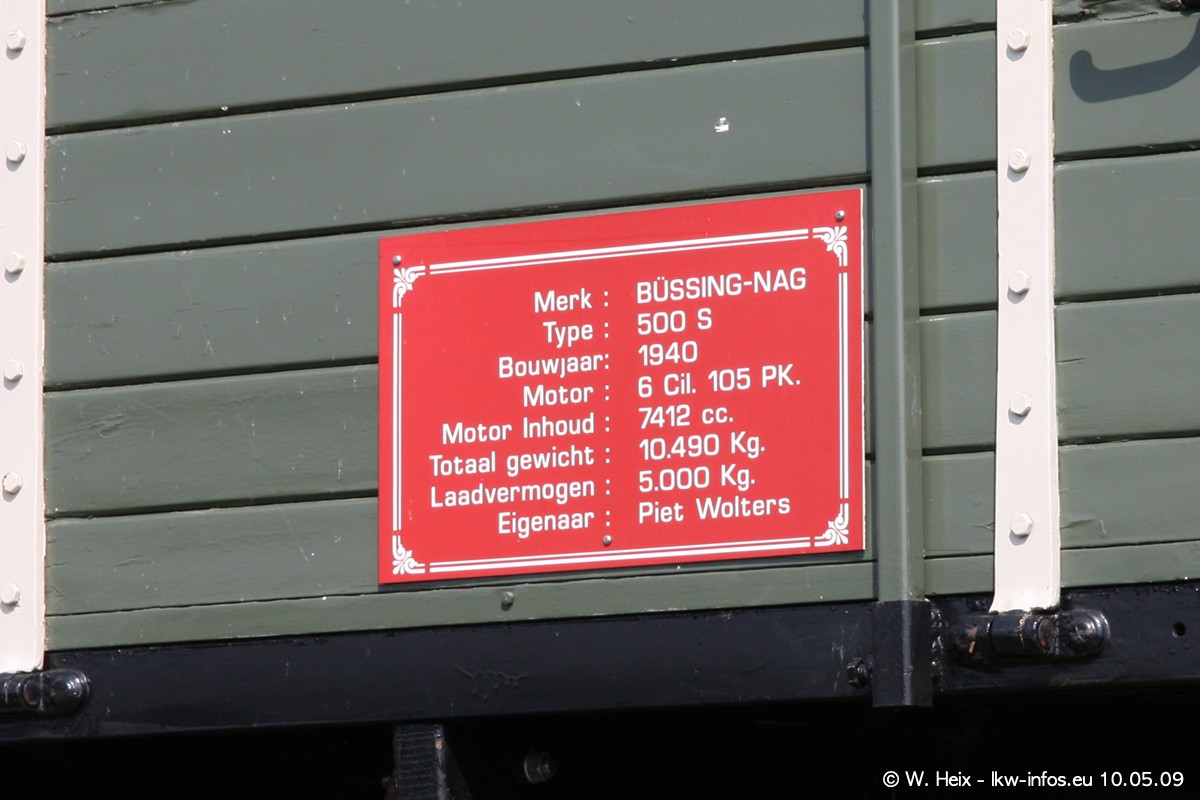 Merk : BÜSSING-NAG
Type : 500 S
Bouwjaar: 1940
Motor : 6 Cil. 105 PK.
Motor Inhoud : 7412 cc.
Totaal gewicht : 10.490 Kg.
Laadvermogen : 5.000 Kg.
Eigenaar : Piet Wolters
© W. Heix - lkw-infos.eu 10.05.09